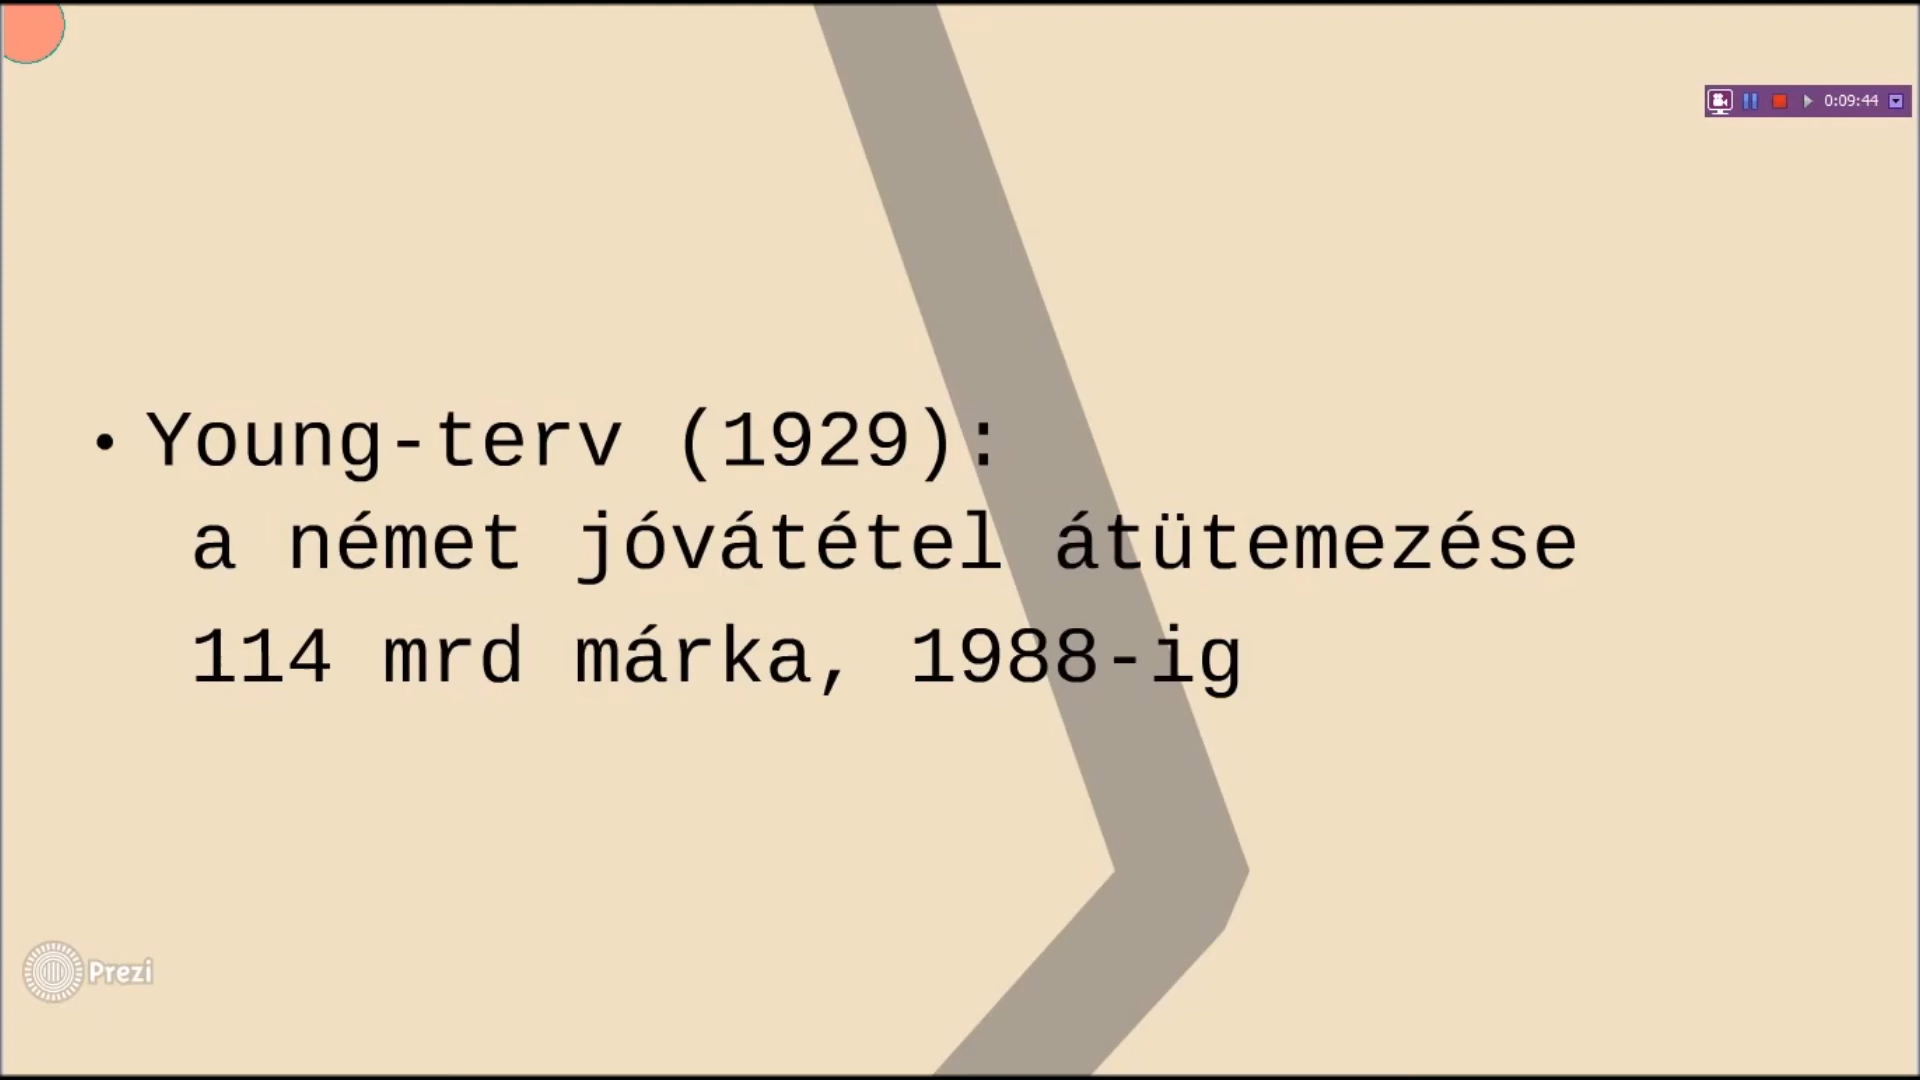 0:09:44
• Young-terv (1929):
a német jóvátétel átütemezése
114 mrd márka, 1988-ig
Prezi